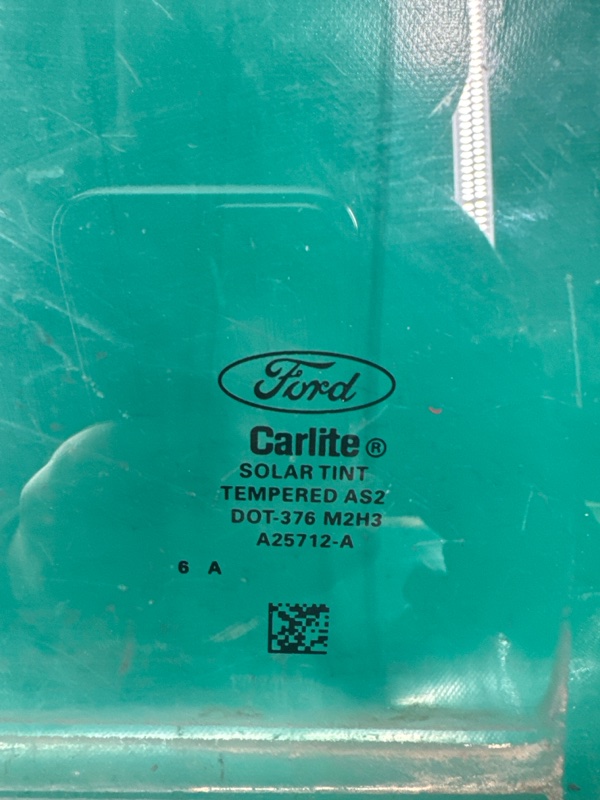 Ford
Carlite®
SOLAR TINT
TEMPERED AS2
DOT-376 M2H3
A25712-A
6 A